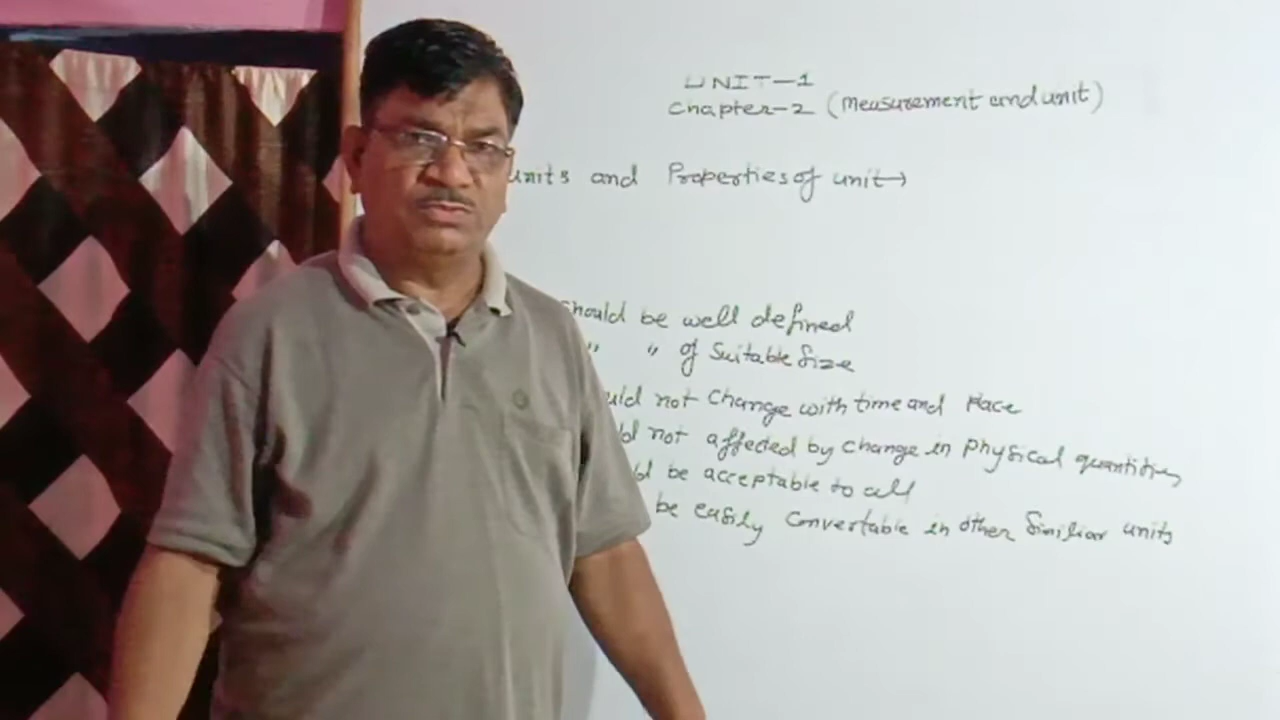 UNIT-1
Chapter-2 (Measurement and unit)
units and Properties of unit→
should be well defined
" " of Suitable Size
uld not change with time and Place
ld not affected by change in physical quantities
ld be acceptable to all
be easily convertable in other Similiar units